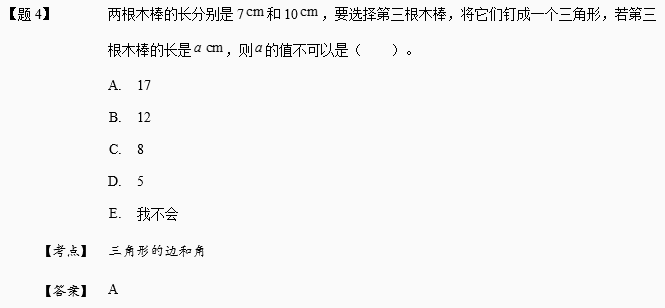 【题 4】 两根木棒的长分别是 7 cm 和 10 cm，要选择第三根木棒，将它们钉成一个三角形，若第三
根木棒的长是 a cm，则 a 的值不可以是（　　）。
A. 17
B. 12
C. 8
D. 5
E. 我不会
【考点】 三角形的边和角
【答案】 A